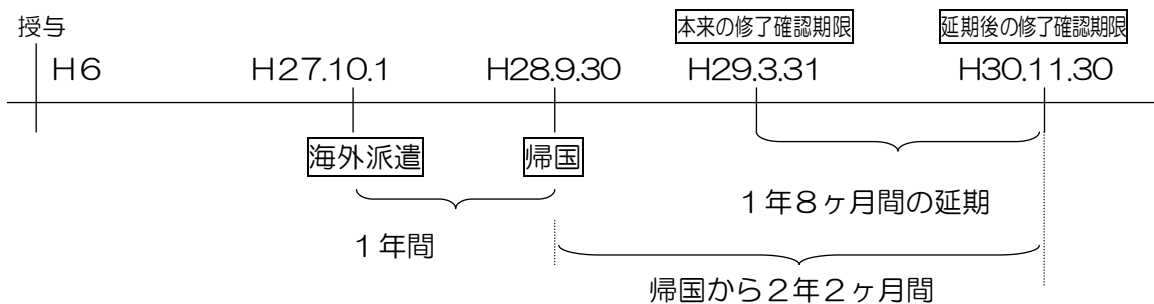 授与
本来の修了確認期限
延期後の修了確認期限
H6
H27.10.1
H28.9.30
H29.3.31
H30.11.30
海外派遣
帰国
1年8ヶ月間の延期
1年間
帰国から2年2ヶ月間